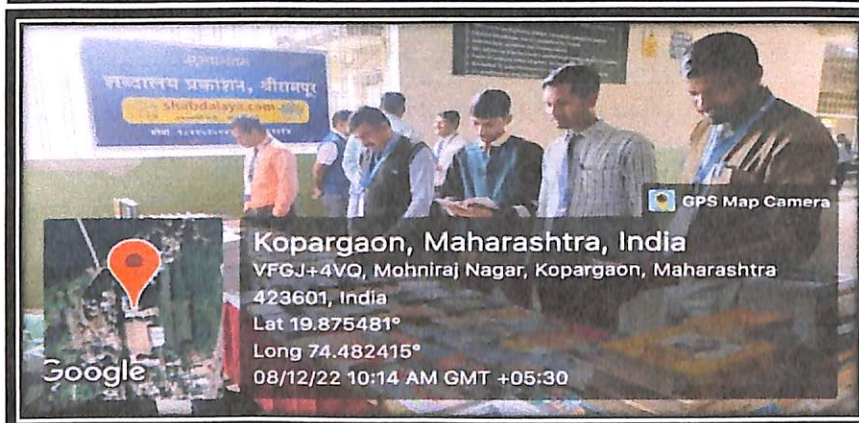 शब्दालय प्रकाशन, श्रीरामपूर
shabdalaya.com
GPS Map Camera
Kopargaon, Maharashtra, India
VFGJ+4VQ, Mohniraj Nagar, Kopargaon, Maharashtra
423601, India
Lat 19.875481°
Long 74.482415°
08/12/22 10:14 AM GMT +05:30
Google